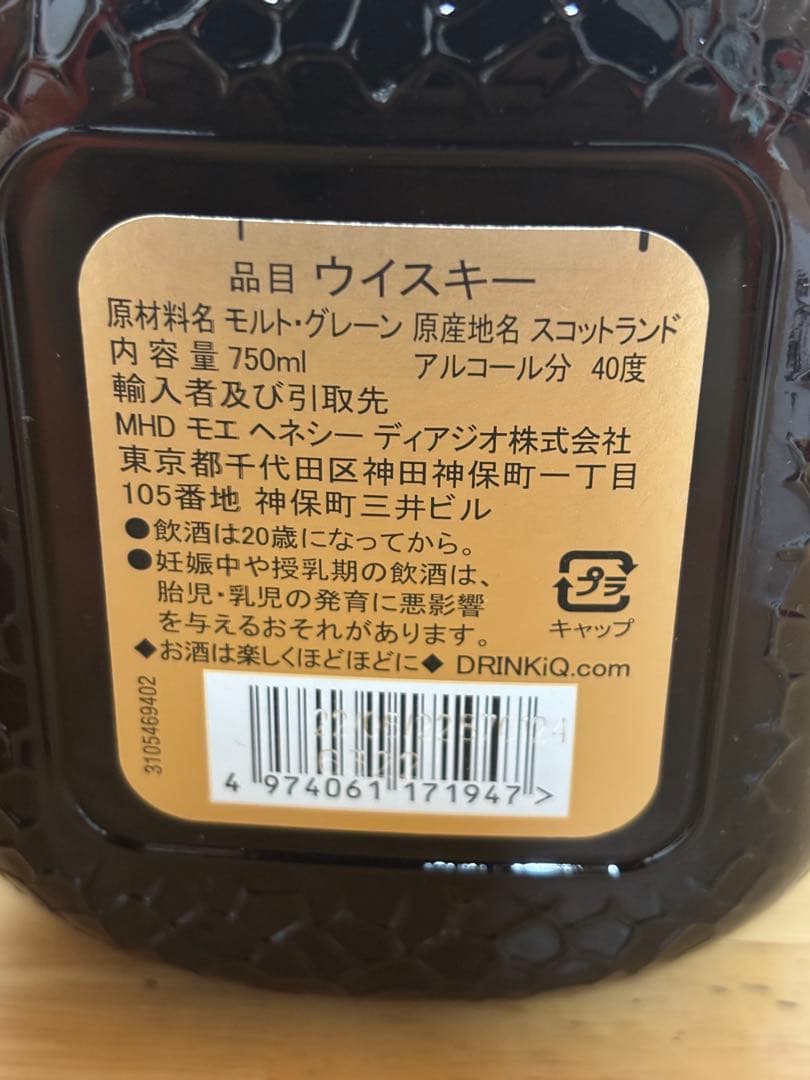 品目 ウイスキー
原材料名 モルト・グレーン 原産地名 スコットランド
内容量 750ml アルコール分 40度
輸入者及び引取先
MHD モエ ヘネシー ディアジオ株式会社
東京都千代田区神田神保町一丁目
105番地 神保町三井ビル
●飲酒は20歳になってから。
●妊娠中や授乳期の飲酒は、
胎児・乳児の発育に悪影響
を与えるおそれがあります。
プラ
キャップ
◆お酒は楽しくほどほどに◆ DRINKiQ.com
3105469402
4 974061 171947 >